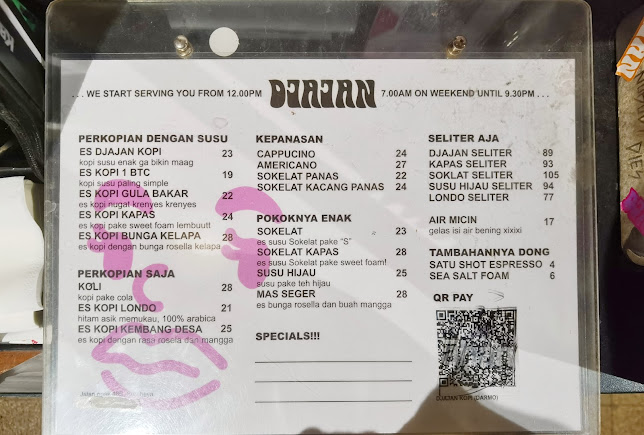 . . . WE START SERVING YOU FROM 12.00PM DJAJAN 7.00AM ON WEEKEND UNTIL 9.30PM . . .
PERKOPIAN DENGAN SUSU
ES DJAJAN KOPI 23
kopi susu enak ga bikin maag
ES KOPI 1 BTC 19
kopi susu paling simple
ES KOPI GULA BAKAR 22
es kopi nugat krenyes krenyes
ES KOPI KAPAS 24
es kopi pake sweet foam lembuutt
ES KOPI BUNGA KELAPA 28
es kopi dengan bunga rosella kelapa
PERKOPIAN SAJA
KOLI 28
kopi pake cola
ES KOPI LONDO 21
hitam asik memukau, 100% arabica
ES KOPI KEMBANG DESA 25
es kopi dengan rasa rosela dan mangga
KEPANASAN
CAPPUCINO 24
AMERICANO 27
SOKELAT PANAS 22
SOKELAT KACANG PANAS 24
POKOKNYA ENAK
SOKELAT 23
es susu Sokelat pake "S"
SOKELAT KAPAS 28
es susu Sokelat pake sweet foam!
SUSU HIJAU 25
susu pake teh hijau
MAS SEGER 28
es bunga rosella dan buah mangga
SPECIALS!!!
SELITER AJA
DJAJAN SELITER 89
KAPAS SELITER 93
SOKLAT SELITER 105
SUSU HIJAU SELITER 94
LONDO SELITER 77
AIR MICIN 17
gelas isi air bening xixixi
TAMBAHANNYA DONG
SATU SHOT ESPRESSO 4
SEA SALT FOAM 6
QR PAY
DJAJAN KOPI (DARMO)